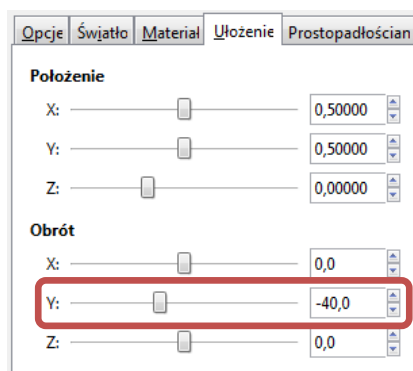 Opcje Światło Materiał Ułożenie Prostopadłościan
Położenie
X: 0,50000
Y: 0,50000
Z: 0,00000
Obrót
X: 0,0
Y: -40,0
Z: 0,0